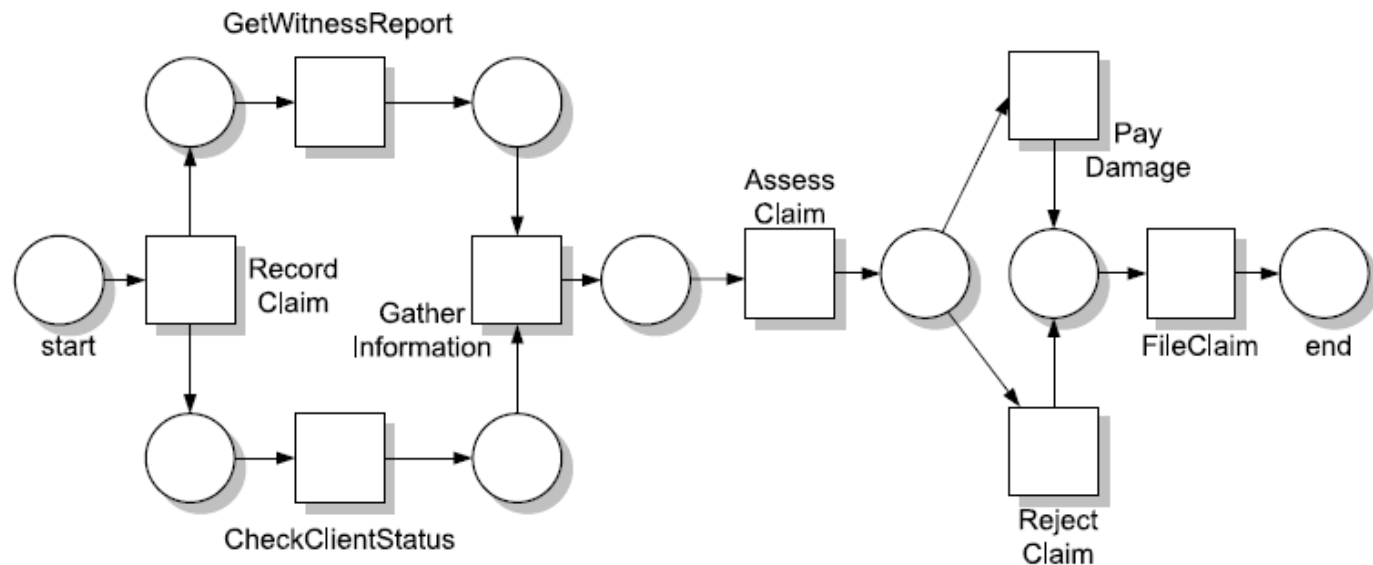 GetWitnessReport
Record
Claim
start
Gather
Information
CheckClientStatus
Assess
Claim
Pay
Damage
FileClaim
end
Reject
Claim